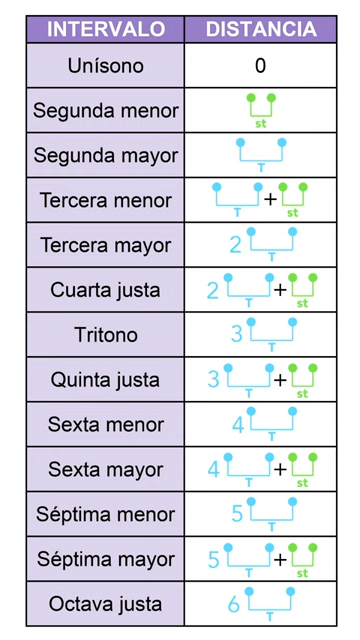 INTERVALO DISTANCIA
Unísono 0
Segunda menor st
Segunda mayor T
Tercera menor T + st
Tercera mayor 2 T
Cuarta justa 2 T + st
Tritono 3 T
Quinta justa 3 T + st
Sexta menor 4 T
Sexta mayor 4 T + st
Séptima menor 5 T
Séptima mayor 5 T + st
Octava justa 6 T